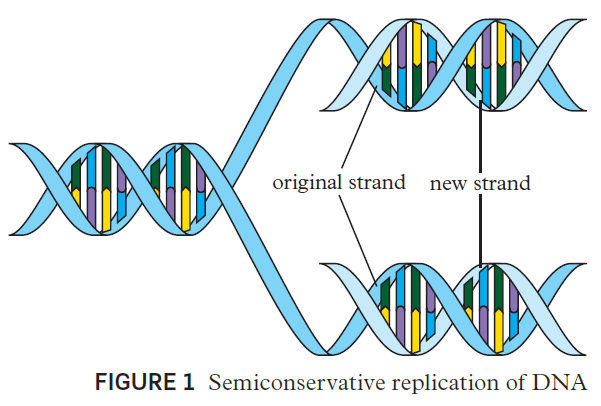 original strand
new strand
FIGURE 1 Semiconservative replication of DNA